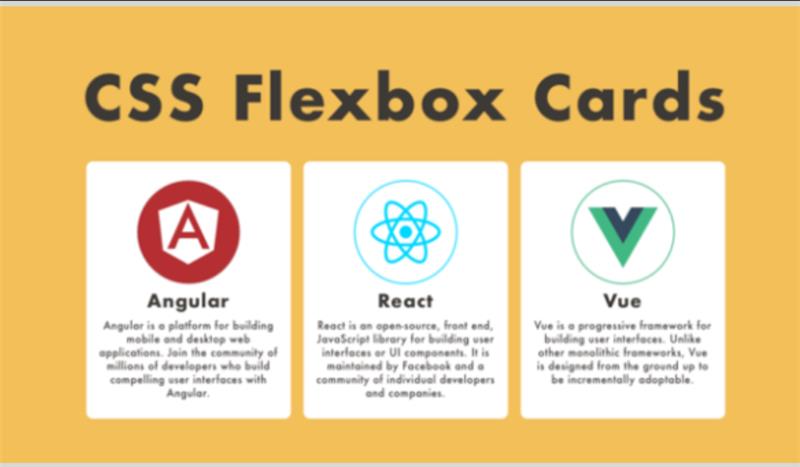 CSS Flexbox Cards
Angular
Angular is a platform for building
mobile and desktop web
applications. Join the community of
millions of developers who build
compelling user interfaces with
Angular.
React
React is an open-source, front end,
JavaScript library for building user
interfaces or UI components. It is
maintained by Facebook and a
community of individual developers
and companies.
Vue
Vue is a progressive framework for
building user interfaces. Unlike
other monolithic frameworks, Vue
is designed from the ground up to
be incrementally adoptable.